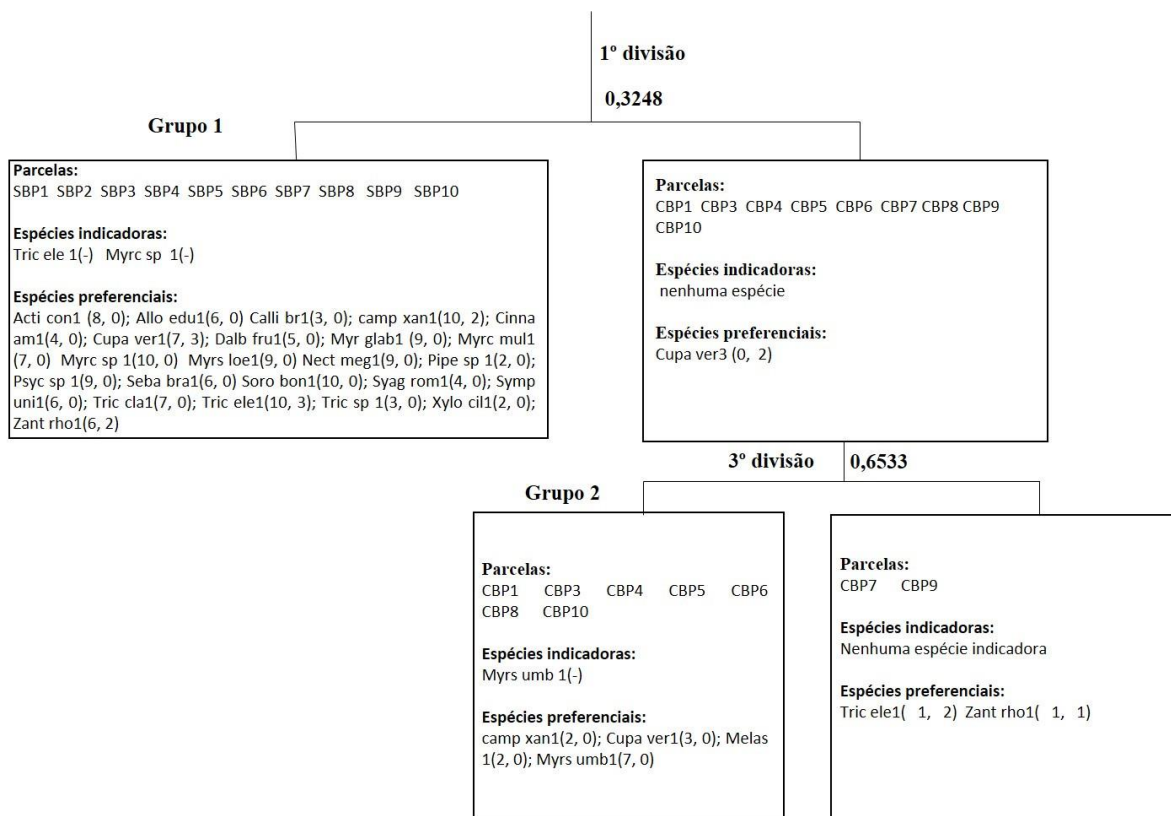 1º divisão
0,3248
Grupo 1
Parcelas:
SBP1 SBP2 SBP3 SBP4 SBP5 SBP6 SBP7 SBP8 SBP9 SBP10
Espécies indicadoras:
Tric ele 1(-) Myrc sp 1(-)
Espécies preferenciais:
Acti con1 (8, 0); Allo edu1(6, 0) Calli br1(3, 0); camp xan1(10, 2); Cinna
am1(4, 0); Cupa ver1(7, 3); Dalb fru1(5, 0); Myr glab1 (9, 0); Myrc mul1
(7, 0) Myrc sp 1(10, 0) Myrs loe1(9, 0) Nect meg1(9, 0); Pipe sp 1(2, 0);
Psyc sp 1(9, 0); Seba bra1(6, 0) Soro bon1(10, 0); Syag rom1(4, 0); Symp
uni1(6, 0); Tric cla1(7, 0); Tric ele1(10, 3); Tric sp 1(3, 0); Xylo cil1(2, 0);
Zant rho1(6, 2)
Parcelas:
CBP1 CBP3 CBP4 CBP5 CBP6 CBP7 CBP8 CBP9
CBP10
Espécies indicadoras:
nenhuma espécie
Espécies preferenciais:
Cupa ver3 (0, 2)
3º divisão 0,6533
Grupo 2
Parcelas:
CBP1 CBP3 CBP4 CBP5 CBP6
CBP8 CBP10
Espécies indicadoras:
Myrs umb 1(-)
Espécies preferenciais:
camp xan1(2, 0); Cupa ver1(3, 0); Melas
1(2, 0); Myrs umb1(7, 0)
Parcelas:
CBP7 CBP9
Espécies indicadoras:
Nenhuma espécie indicadora
Espécies preferenciais:
Tric ele1( 1, 2) Zant rho1( 1, 1)